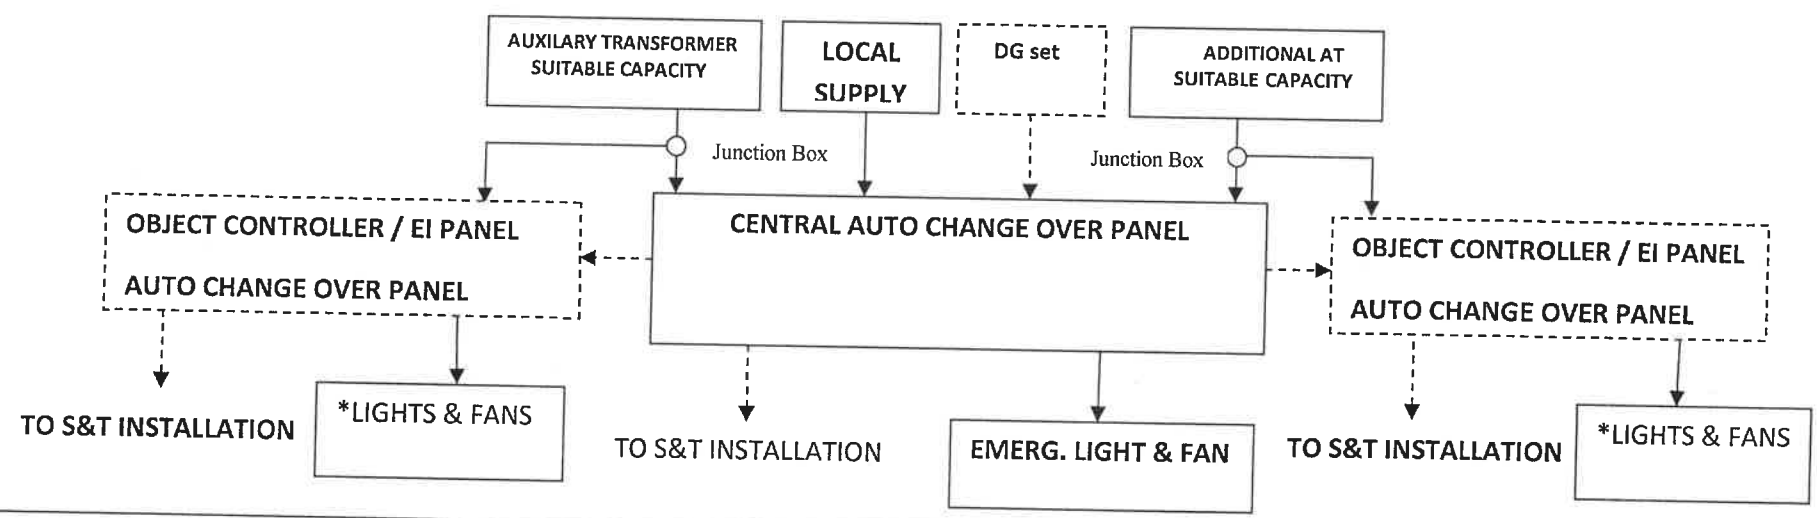 AUXILARY TRANSFORMER
SUITABLE CAPACITY
LOCAL
SUPPLY
DG set
ADDITIONAL AT
SUITABLE CAPACITY
Junction Box
Junction Box
OBJECT CONTROLLER / EI PANEL
AUTO CHANGE OVER PANEL
CENTRAL AUTO CHANGE OVER PANEL
OBJECT CONTROLLER / EI PANEL
AUTO CHANGE OVER PANEL
TO S&T INSTALLATION
*LIGHTS & FANS
TO S&T INSTALLATION
EMERG. LIGHT & FAN
TO S&T INSTALLATION
*LIGHTS & FANS